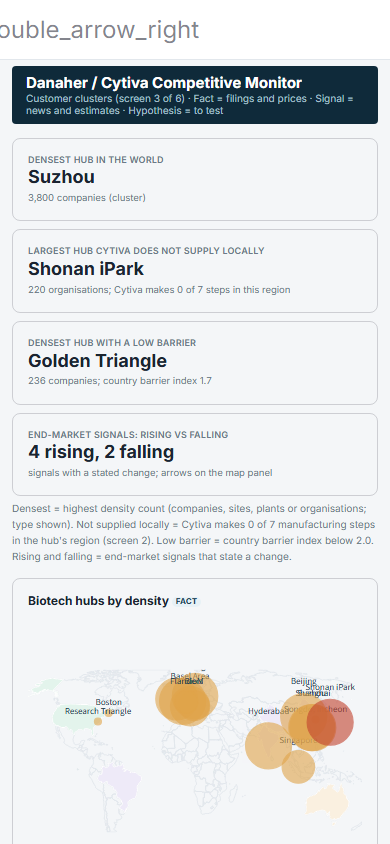 ouble_arrow_right
Danaher / Cytiva Competitive Monitor
Customer clusters (screen 3 of 6) · Fact = filings and prices · Signal =
news and estimates · Hypothesis = to test
DENSEST HUB IN THE WORLD
Suzhou
3,800 companies (cluster)
LARGEST HUB CYTIVA DOES NOT SUPPLY LOCALLY
Shonan iPark
220 organisations; Cytiva makes 0 of 7 steps in this region
DENSEST HUB WITH A LOW BARRIER
Golden Triangle
236 companies; country barrier index 1.7
END-MARKET SIGNALS: RISING VS FALLING
4 rising, 2 falling
signals with a stated change; arrows on the map panel
Densest = highest density count (companies, sites, plants or organisations;
type shown). Not supplied locally = Cytiva makes 0 of 7 manufacturing steps
in the hub's region (screen 2). Low barrier = country barrier index below 2.0.
Rising and falling = end-market signals that state a change.
Biotech hubs by density FACT
Basel Area
Beijing
Shanghai
Shonan iPark
Boston
Research Triangle
Hyderabad